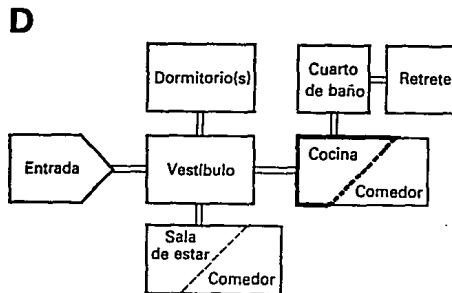 D
Dormitorio(s)
Cuarto
de baño
Retrete
Entrada
Vestíbulo
Cocina
Comedor
Sala
de estar
Comedor